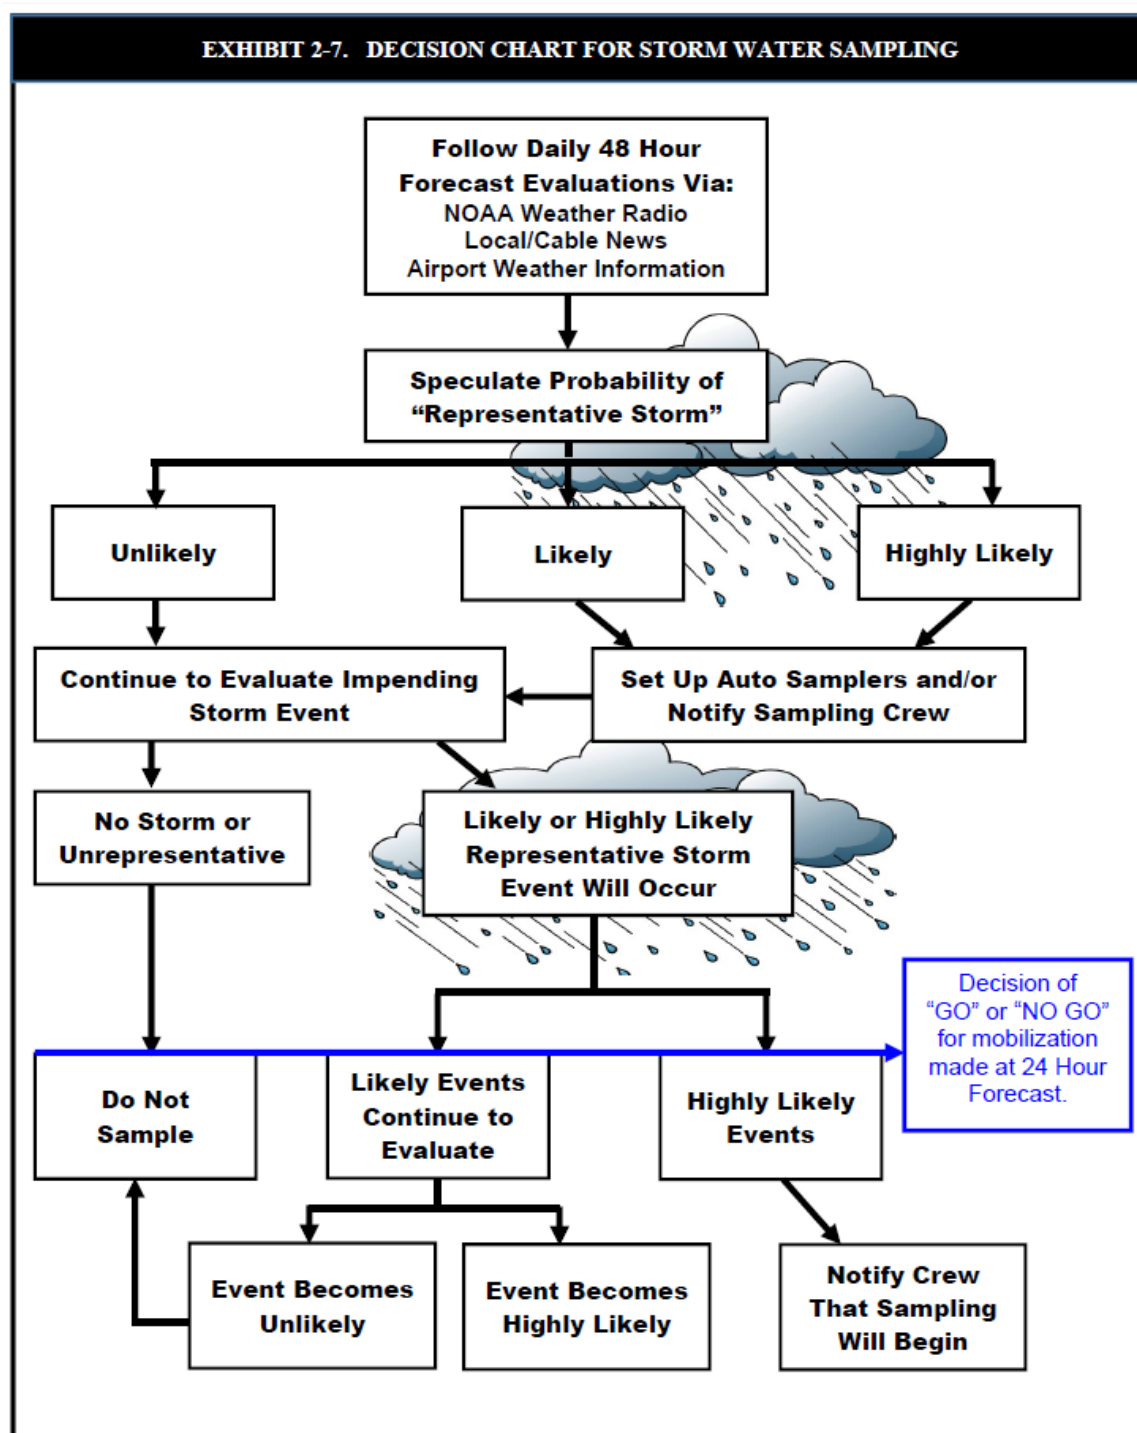 EXHIBIT 2-7. DECISION CHART FOR STORM WATER SAMPLING
Follow Daily 48 Hour
Forecast Evaluations Via:
NOAA Weather Radio
Local/Cable News
Airport Weather Information
Speculate Probability of
“Representative Storm”
Unlikely
Likely
Highly Likely
Continue to Evaluate Impending
Storm Event
Set Up Auto Samplers and/or
Notify Sampling Crew
No Storm or
Unrepresentative
Likely or Highly Likely
Representative Storm
Event Will Occur
Decision of
“GO” or “NO GO”
for mobilization
made at 24 Hour
Forecast.
Do Not
Sample
Likely Events
Continue to
Evaluate
Highly Likely
Events
Event Becomes
Unlikely
Event Becomes
Highly Likely
Notify Crew
That Sampling
Will Begin